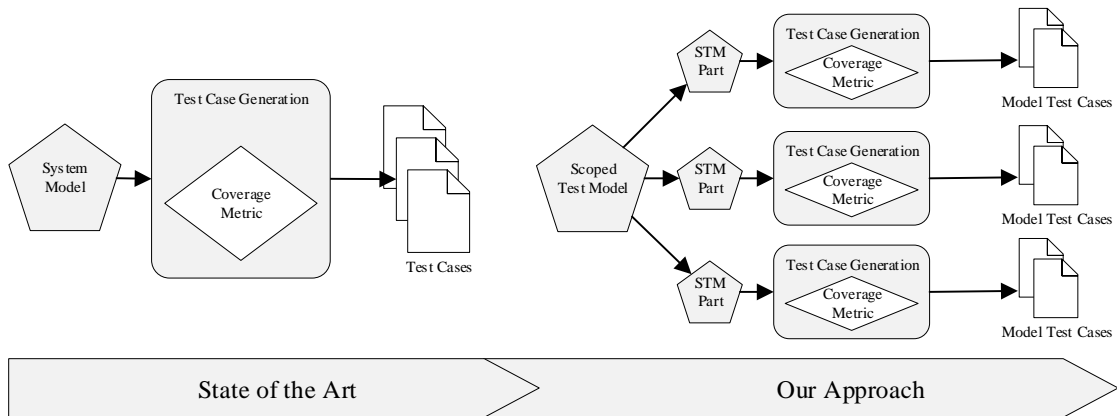 System
Model
Test Case Generation
Coverage
Metric
Test Cases
Scoped
Test Model
STM
Part
Test Case Generation
Coverage
Metric
Model Test Cases
STM
Part
Test Case Generation
Coverage
Metric
Model Test Cases
STM
Part
Test Case Generation
Coverage
Metric
Model Test Cases
State of the Art
Our Approach